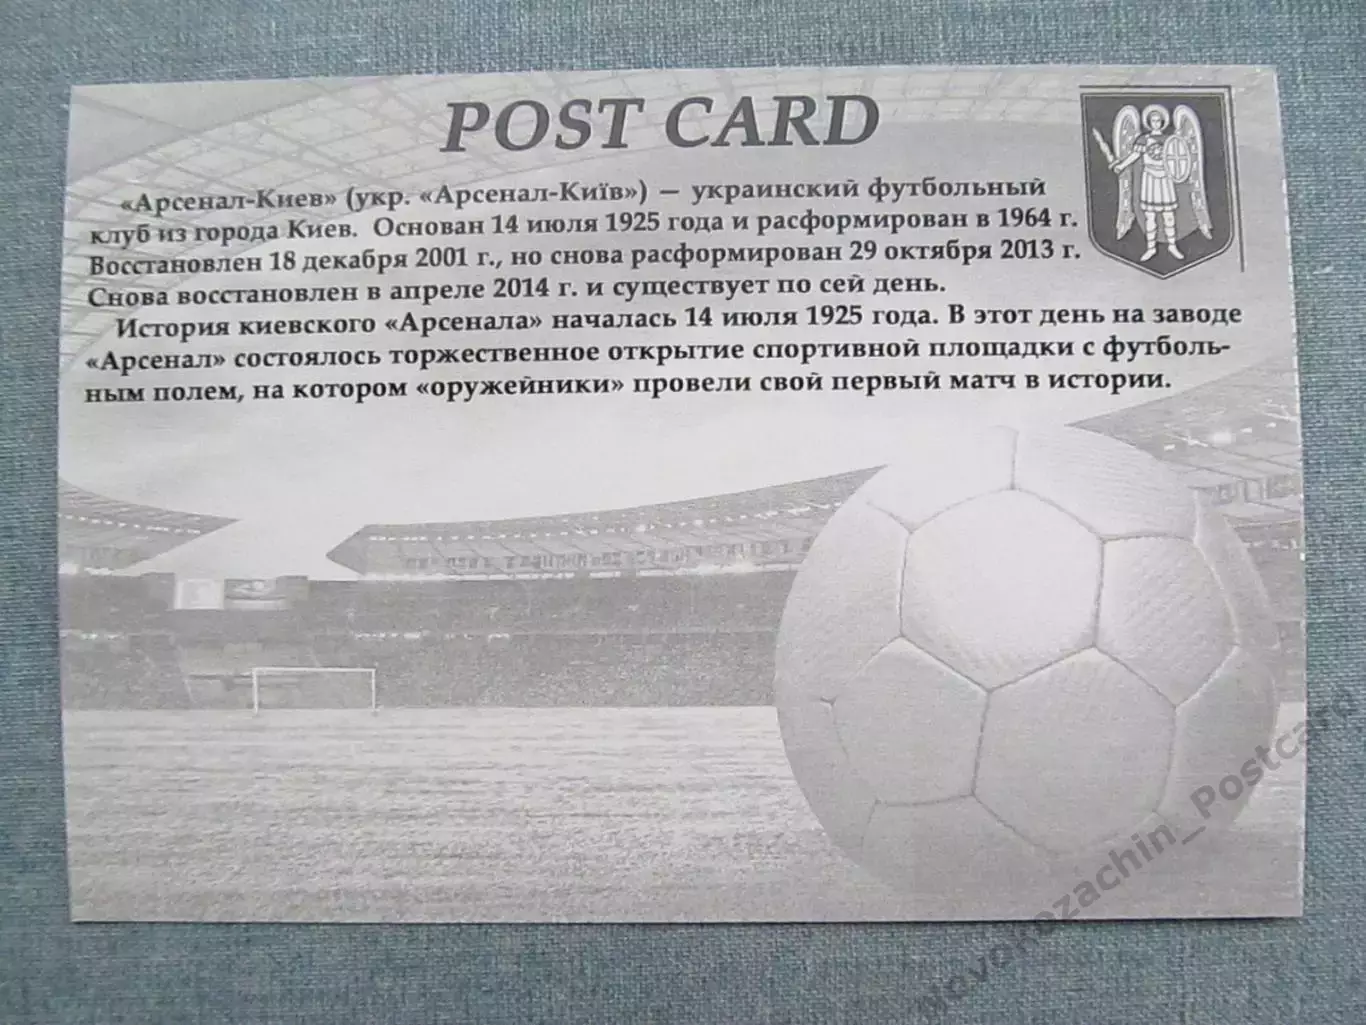 POST CARD
«Арсенал-Киев» (укр. «Арсенал-Київ») — украинский футбольный
клуб из города Киев. Основан 14 июля 1925 года и расформирован в 1964 г.
Восстановлен 18 декабря 2001 г., но снова расформирован 29 октября 2013 г.
Снова восстановлен в апреле 2014 г. и существует по сей день.
История киевского «Арсенала» началась 14 июля 1925 года. В этот день на заводе
«Арсенал» состоялось торжественное открытие спортивной площадки с футболь-
ным полем, на котором «оружейники» провели свой первый матч в истории.
novokozachin_Postcard